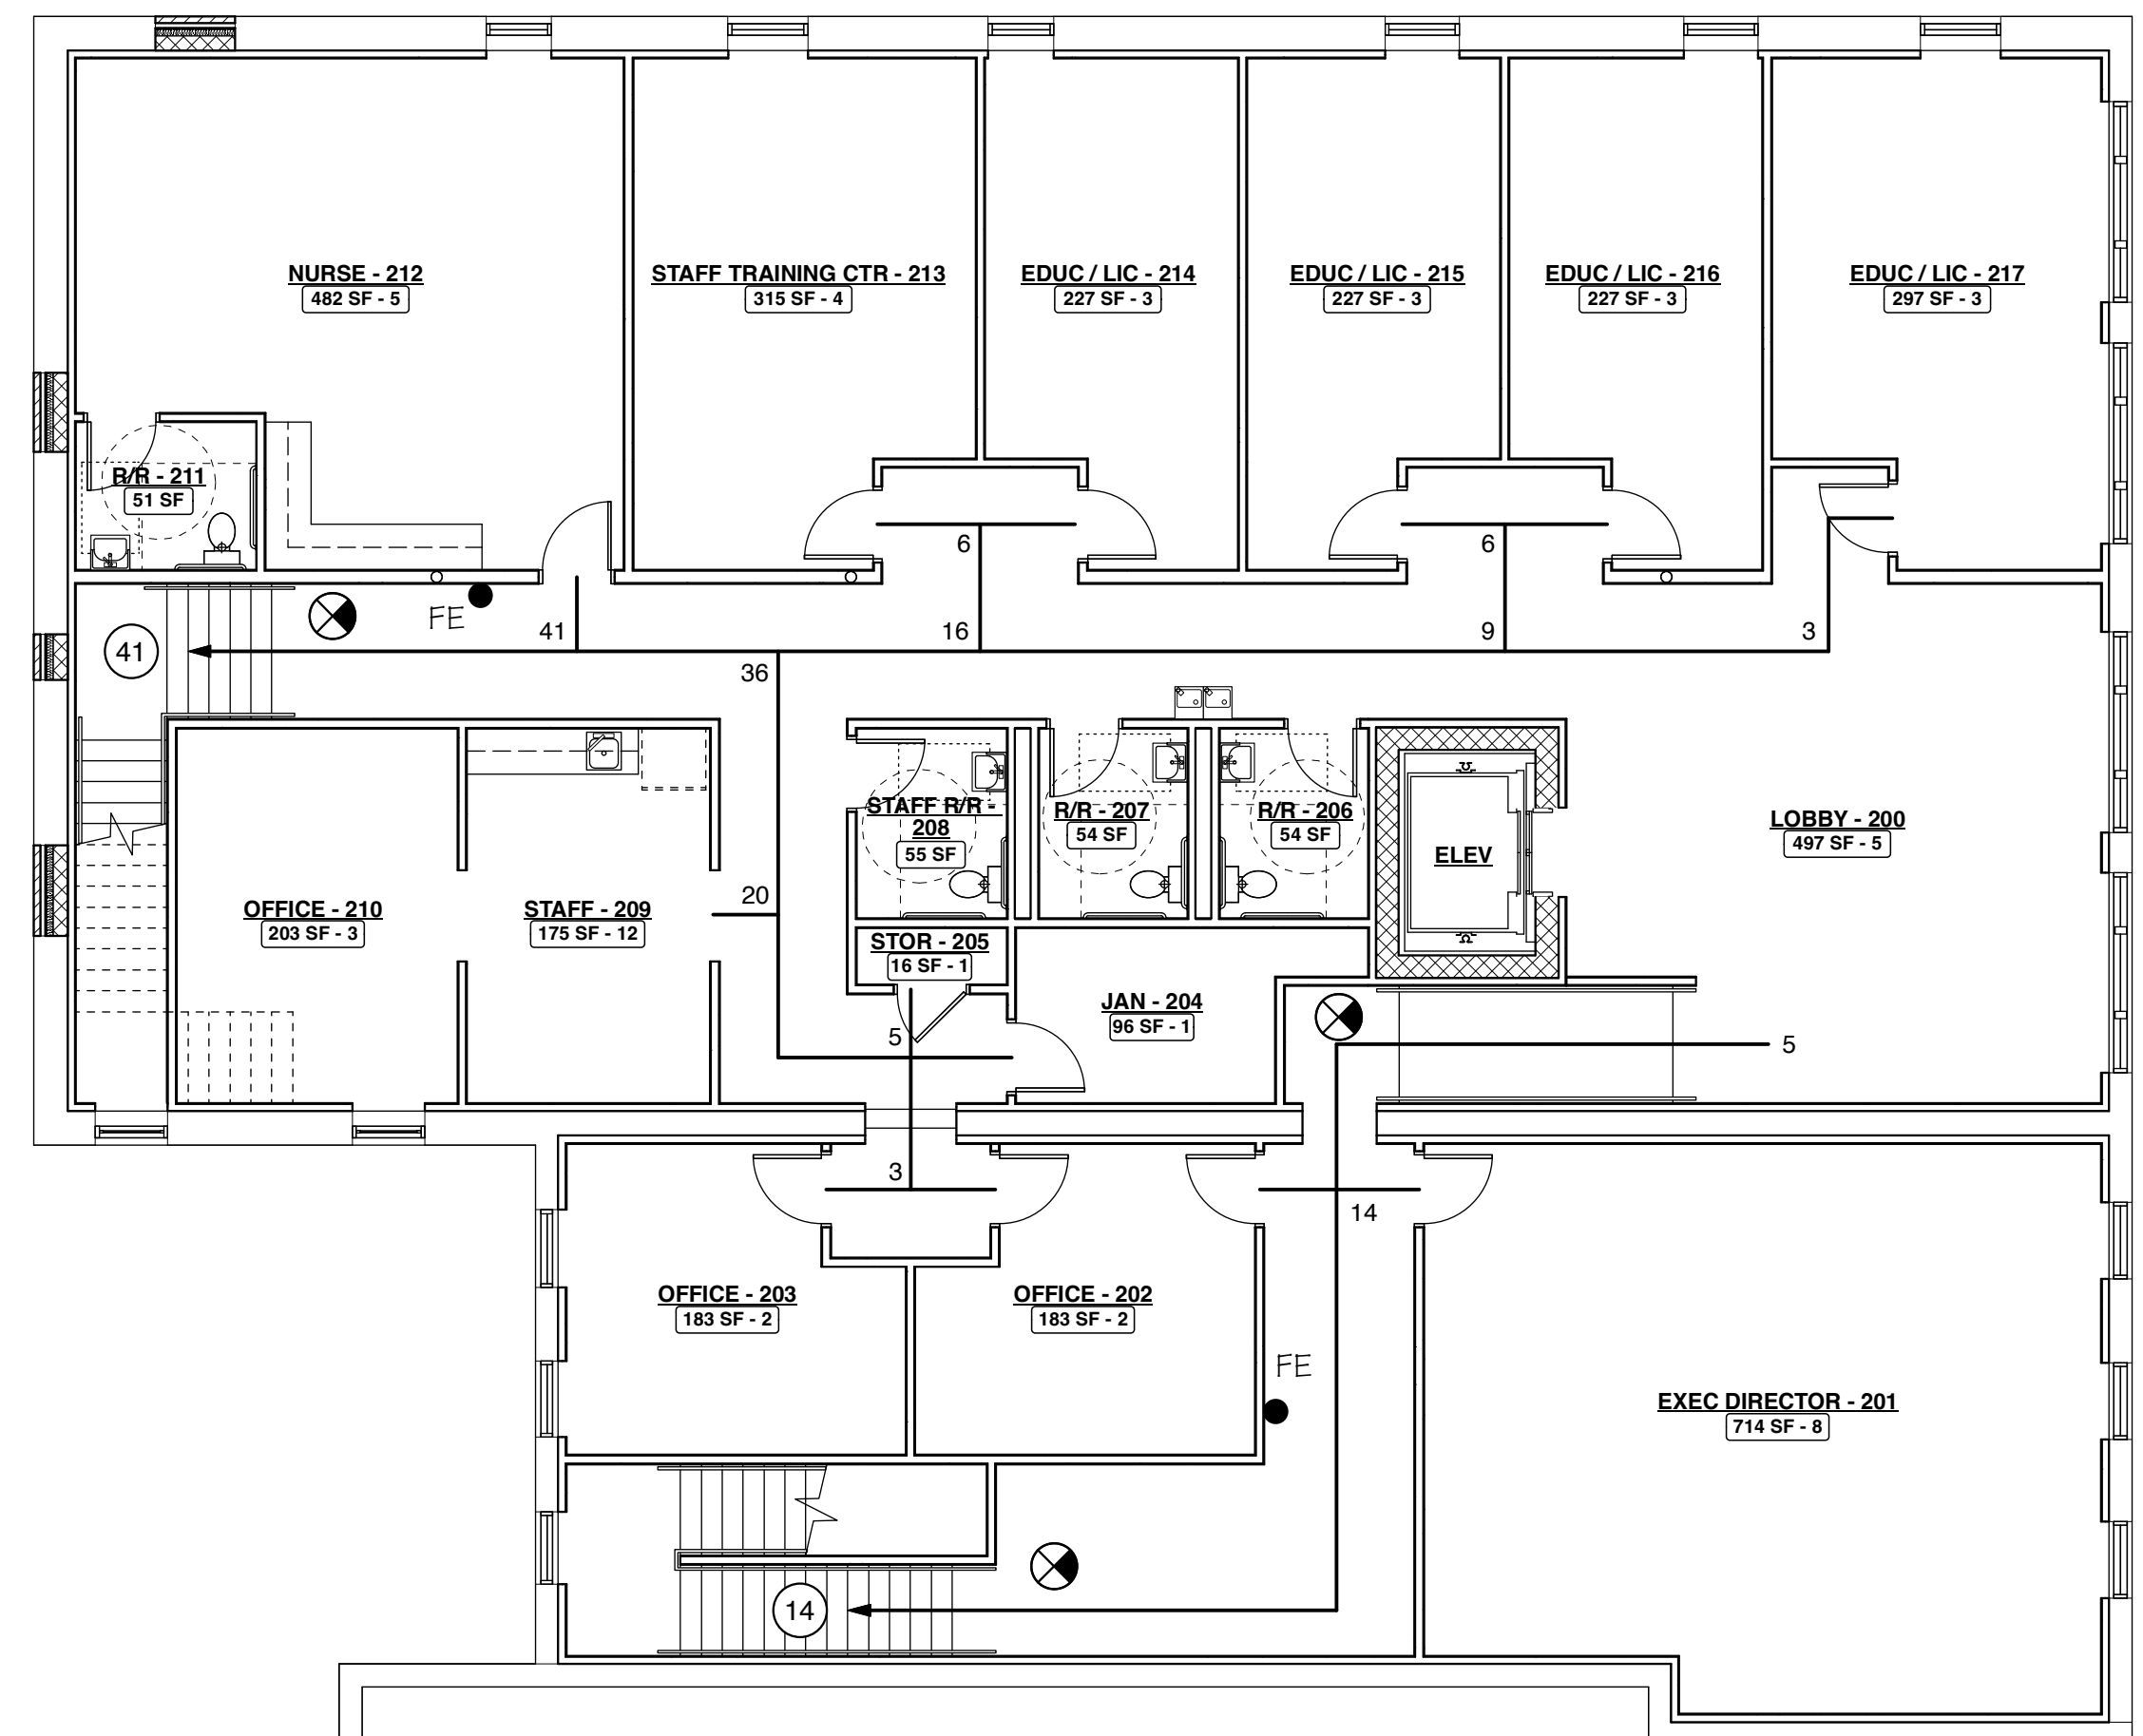 NURSE - 212
482 SF - 5
STAFF TRAINING CTR - 213
315 SF - 4
EDUC / LIC - 214
227 SF - 3
EDUC / LIC - 215
227 SF - 3
EDUC / LIC - 216
227 SF - 3
EDUC / LIC - 217
297 SF - 3
R/R - 211
51 SF
6
6
FE
41
16
9
3
41
36
STAFF R/R -
208
55 SF
R/R - 207
54 SF
R/R - 206
54 SF
ELEV
LOBBY - 200
497 SF - 5
20
OFFICE - 210
203 SF - 3
STAFF - 209
175 SF - 12
STOR - 205
16 SF - 1
JAN - 204
96 SF - 1
5
5
3
14
OFFICE - 203
183 SF - 2
OFFICE - 202
183 SF - 2
FE
EXEC DIRECTOR - 201
714 SF - 8
14